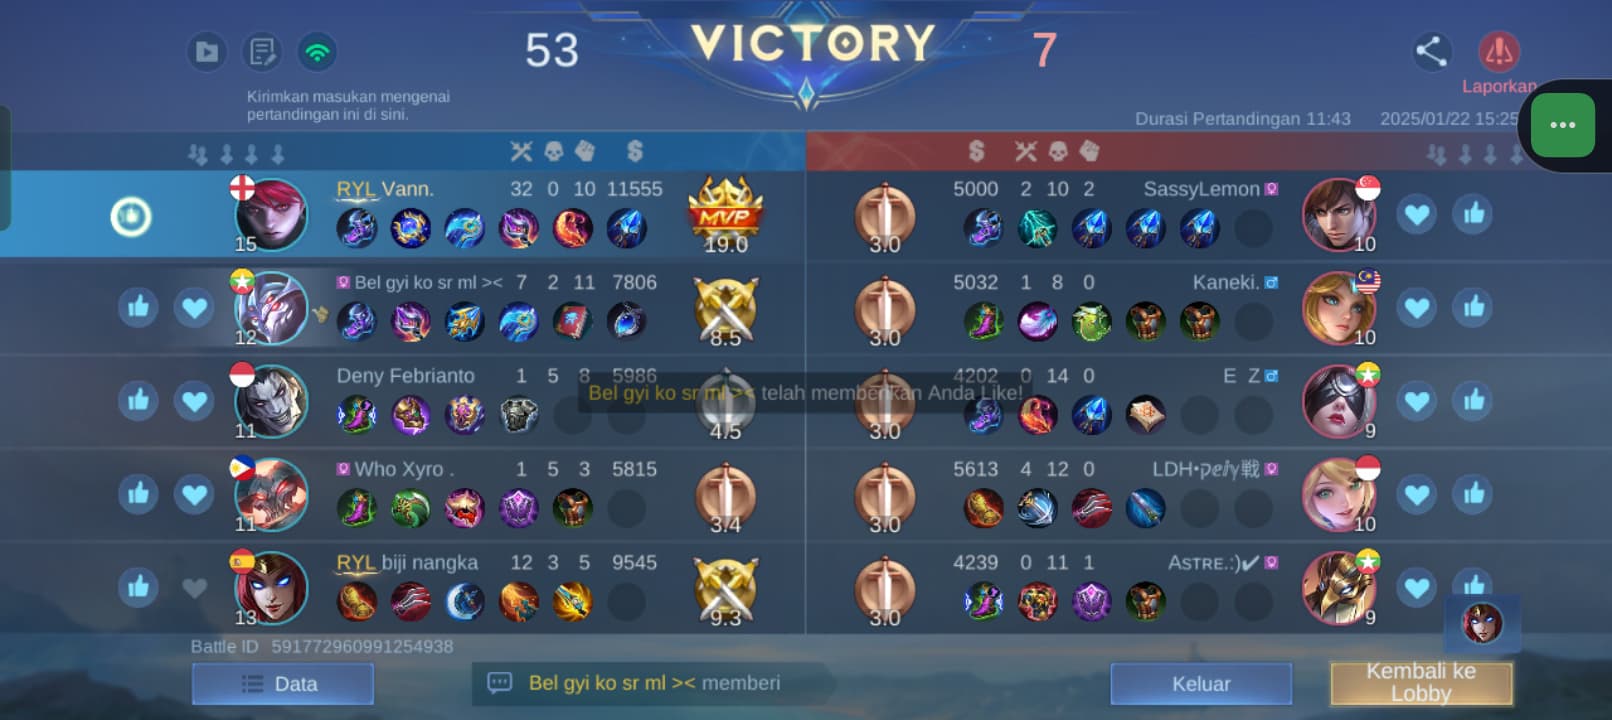 53 VICTORY 7
Laporkan
Kirimkan masukan mengenai
pertandingan ini di sini.
Durasi Pertandingan 11:43 2025/01/22 15:25
RYL Vann. 32 0 10 11555
15
MVP
19.0
5000 2 10 2 SassyLemon
3.0
10
Bel gyi ko sr ml >< 7 2 11 7806
12
8.5
5032 1 8 0 Kaneki.
3.0
10
Deny Febrianto 1 5 8 5986
11
4.5
4202 0 14 0 E Z
3.0
9
Bel gyi ko sr ml >< telah memberikan Anda Like!
Who Xyro . 1 5 3 5815
11
3.4
5613 4 12 0
3.0
10
RYL biji nangka 12 3 5 9545
13
9.3
4239 0 11 1 ASTRE.:)✓
3.0
9
Battle ID 591772960991254938
Data
Bel gyi ko sr ml >< memberi
Keluar
Kembali ke
Lobby